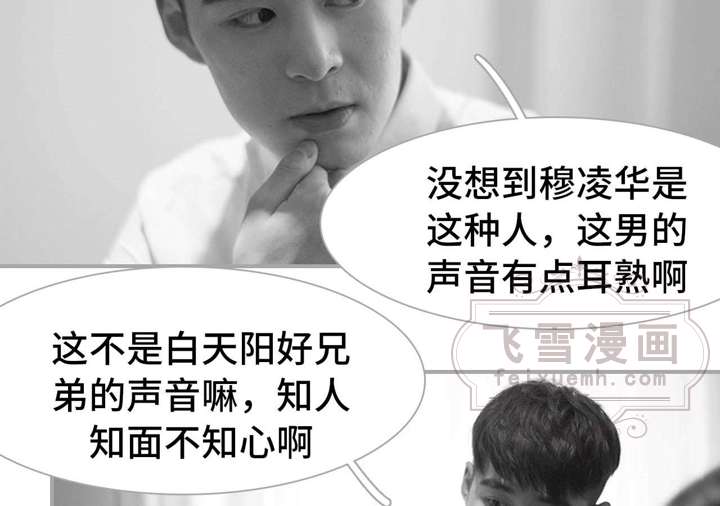 没想到穆凌华是
这种人，这男的
声音有点耳熟啊
飞雪漫画
feixuemh.com
这不是白天阳好兄
弟的声音嘛，知人
知面不知心啊